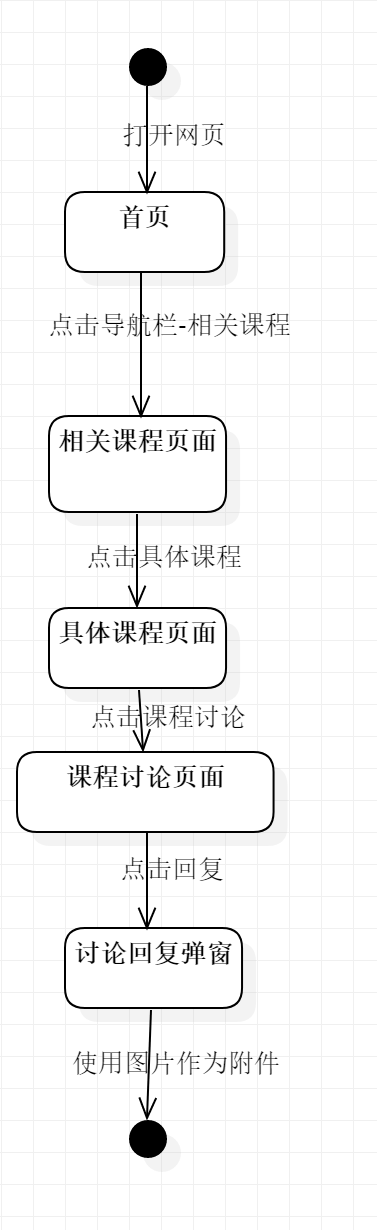 打开网页
首页
点击导航栏-相关课程
相关课程页面
点击具体课程
具体课程页面
点击课程讨论
课程讨论页面
点击回复
讨论回复弹窗
使用图片作为附件